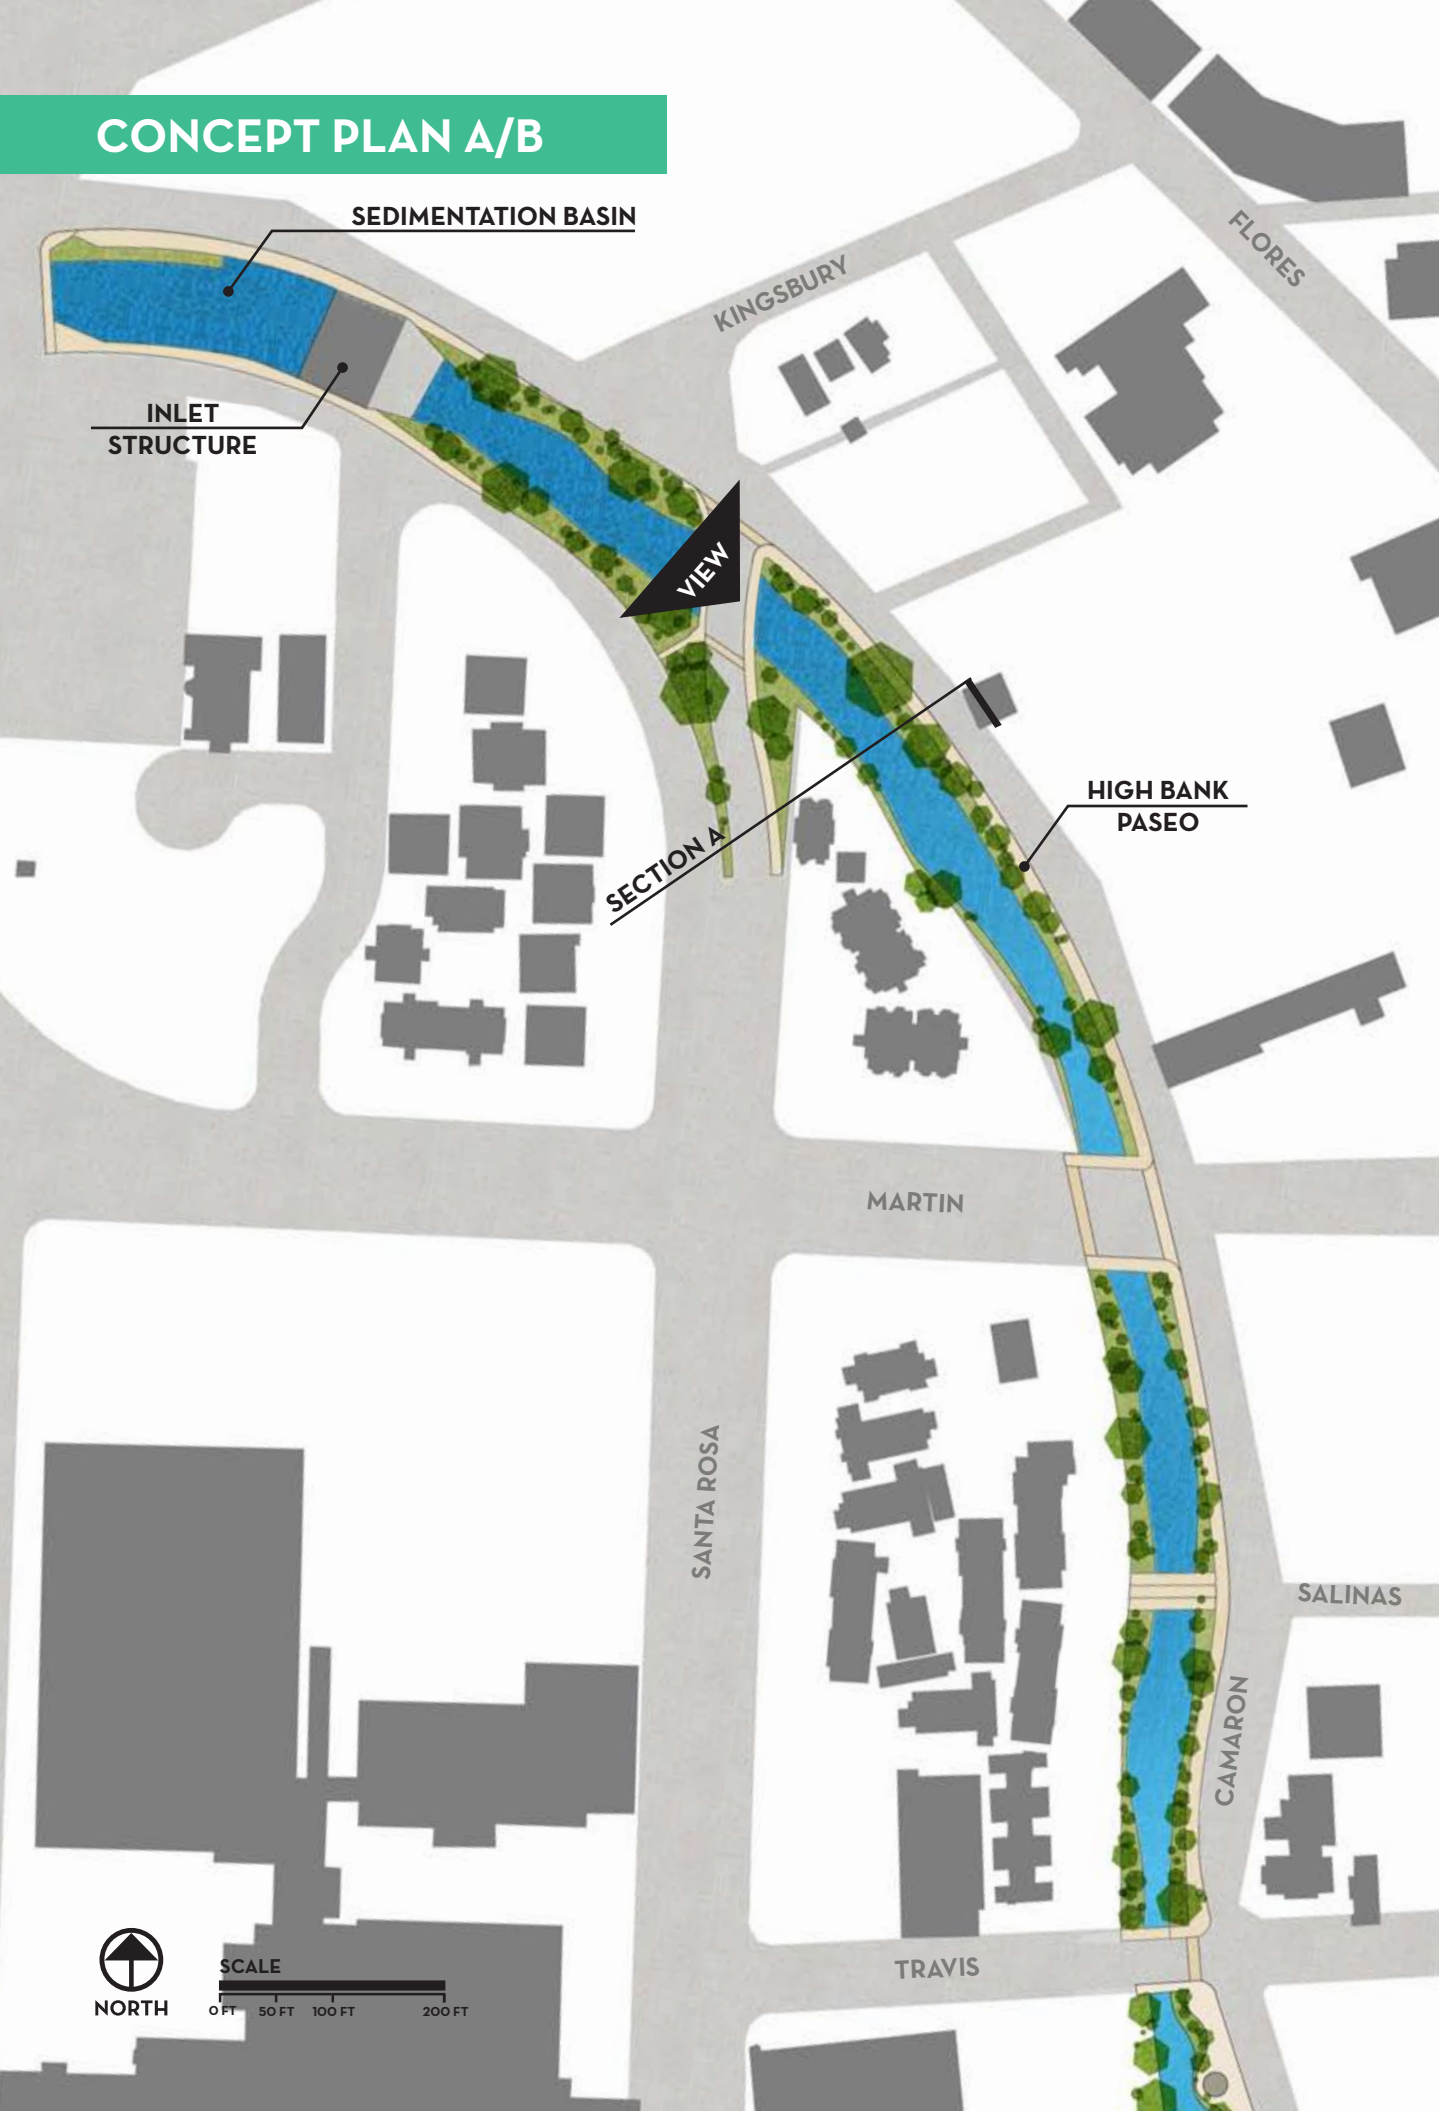 CONCEPT PLAN A/B
SEDIMENTATION BASIN
FLORES
KINGSBURY
INLET
STRUCTURE
VIEW
HIGH BANK
PASEO
SECTION A
MARTIN
SANTA ROSA
SALINAS
CAMARON
TRAVIS
SCALE
NORTH
0 FT 50 FT 100 FT 200 FT